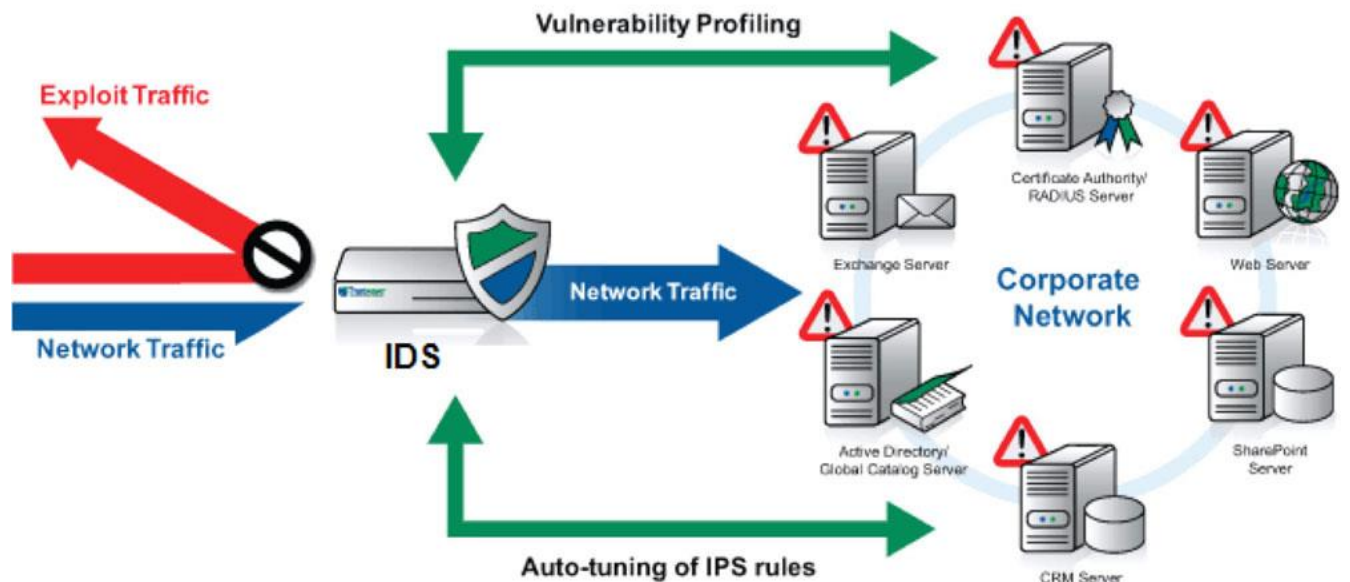 Vulnerability Profiling
Exploit Traffic
Certificate Authority/
RADIUS Server
Exchange Server
Web Server
Corporate
Network
Network Traffic
Network Traffic
IDS
Active Directory/
Global Catalog Server
SharePoint
Server
Auto-tuning of IPS rules
CRM Server